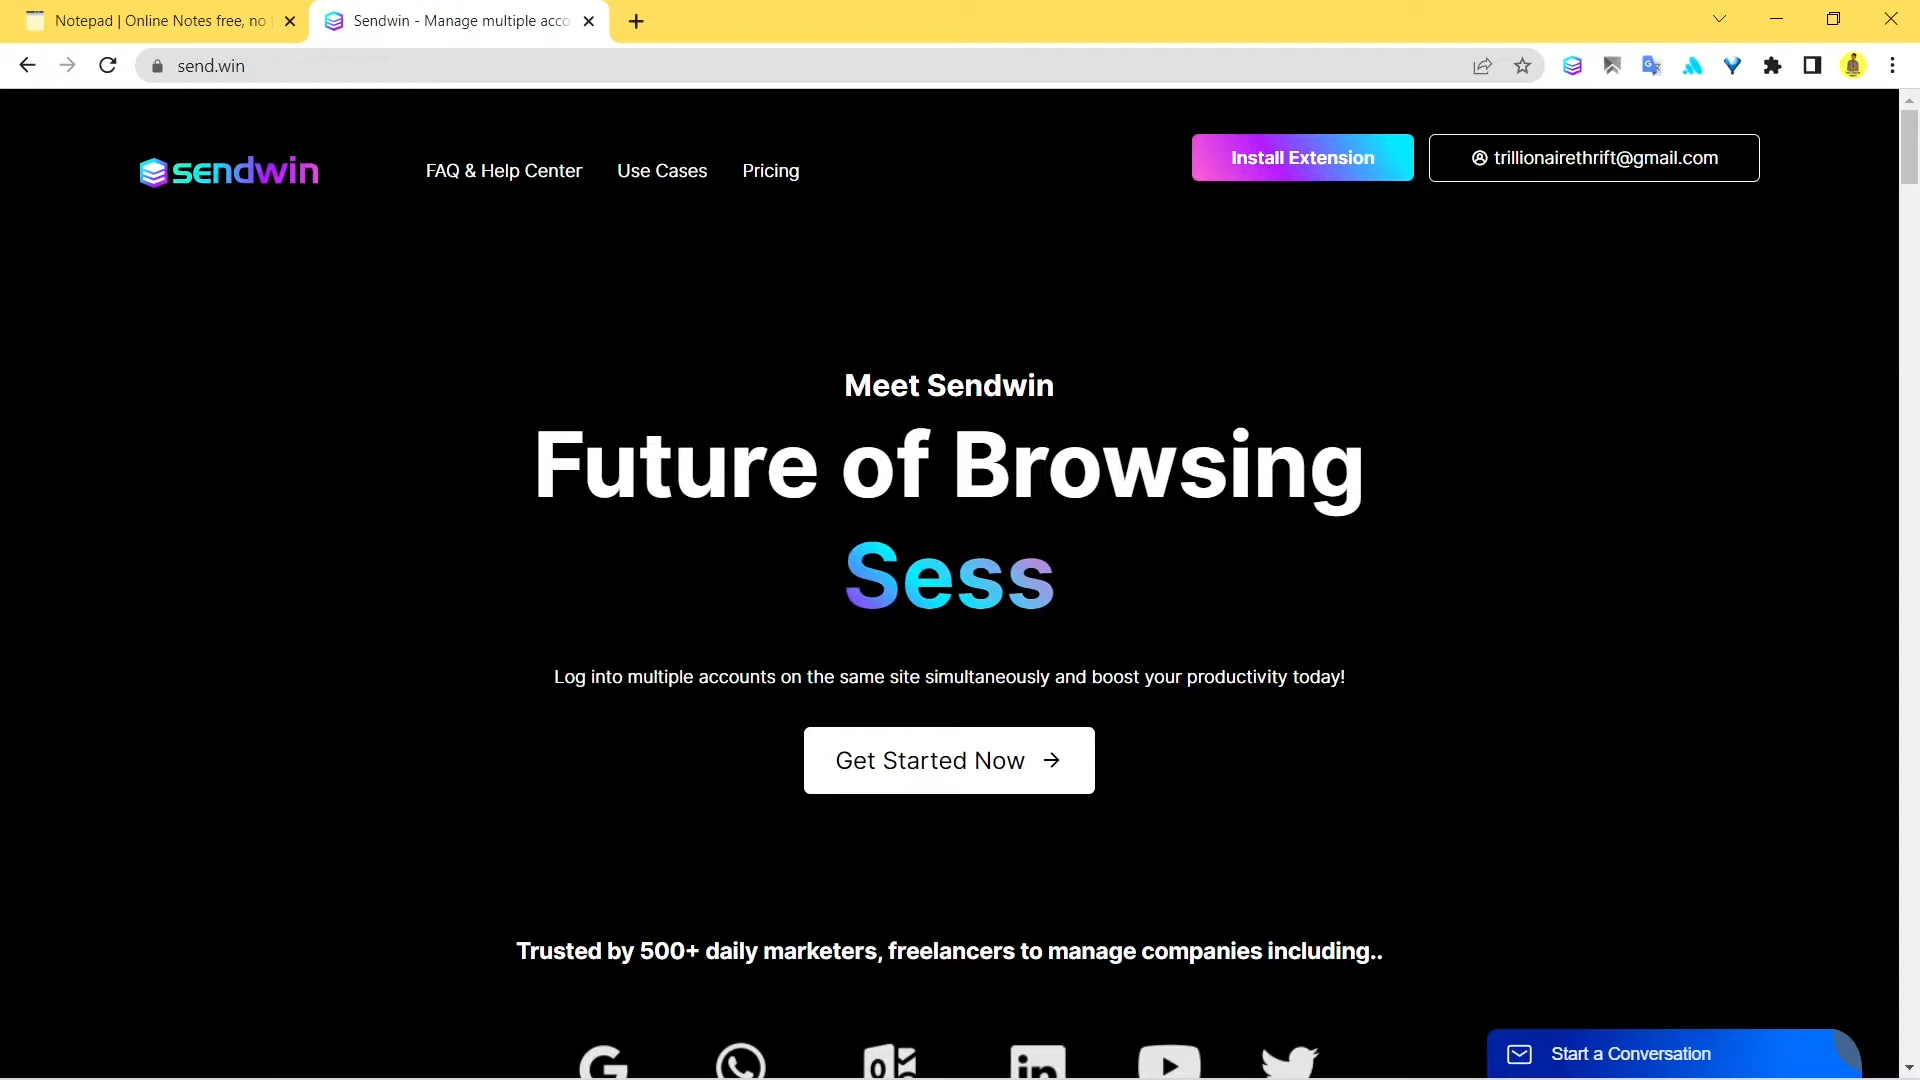 Notepad | Online Notes free, no
Sendwin - Manage multiple acco
send.win
sendwin
FAQ & Help Center
Use Cases
Pricing
Install Extension
trillionairethrift@gmail.com
Meet Sendwin
Future of Browsing
Sess
Log into multiple accounts on the same site simultaneously and boost your productivity today!
Get Started Now →
Trusted by 500+ daily marketers, freelancers to manage companies including..
Start a Conversation